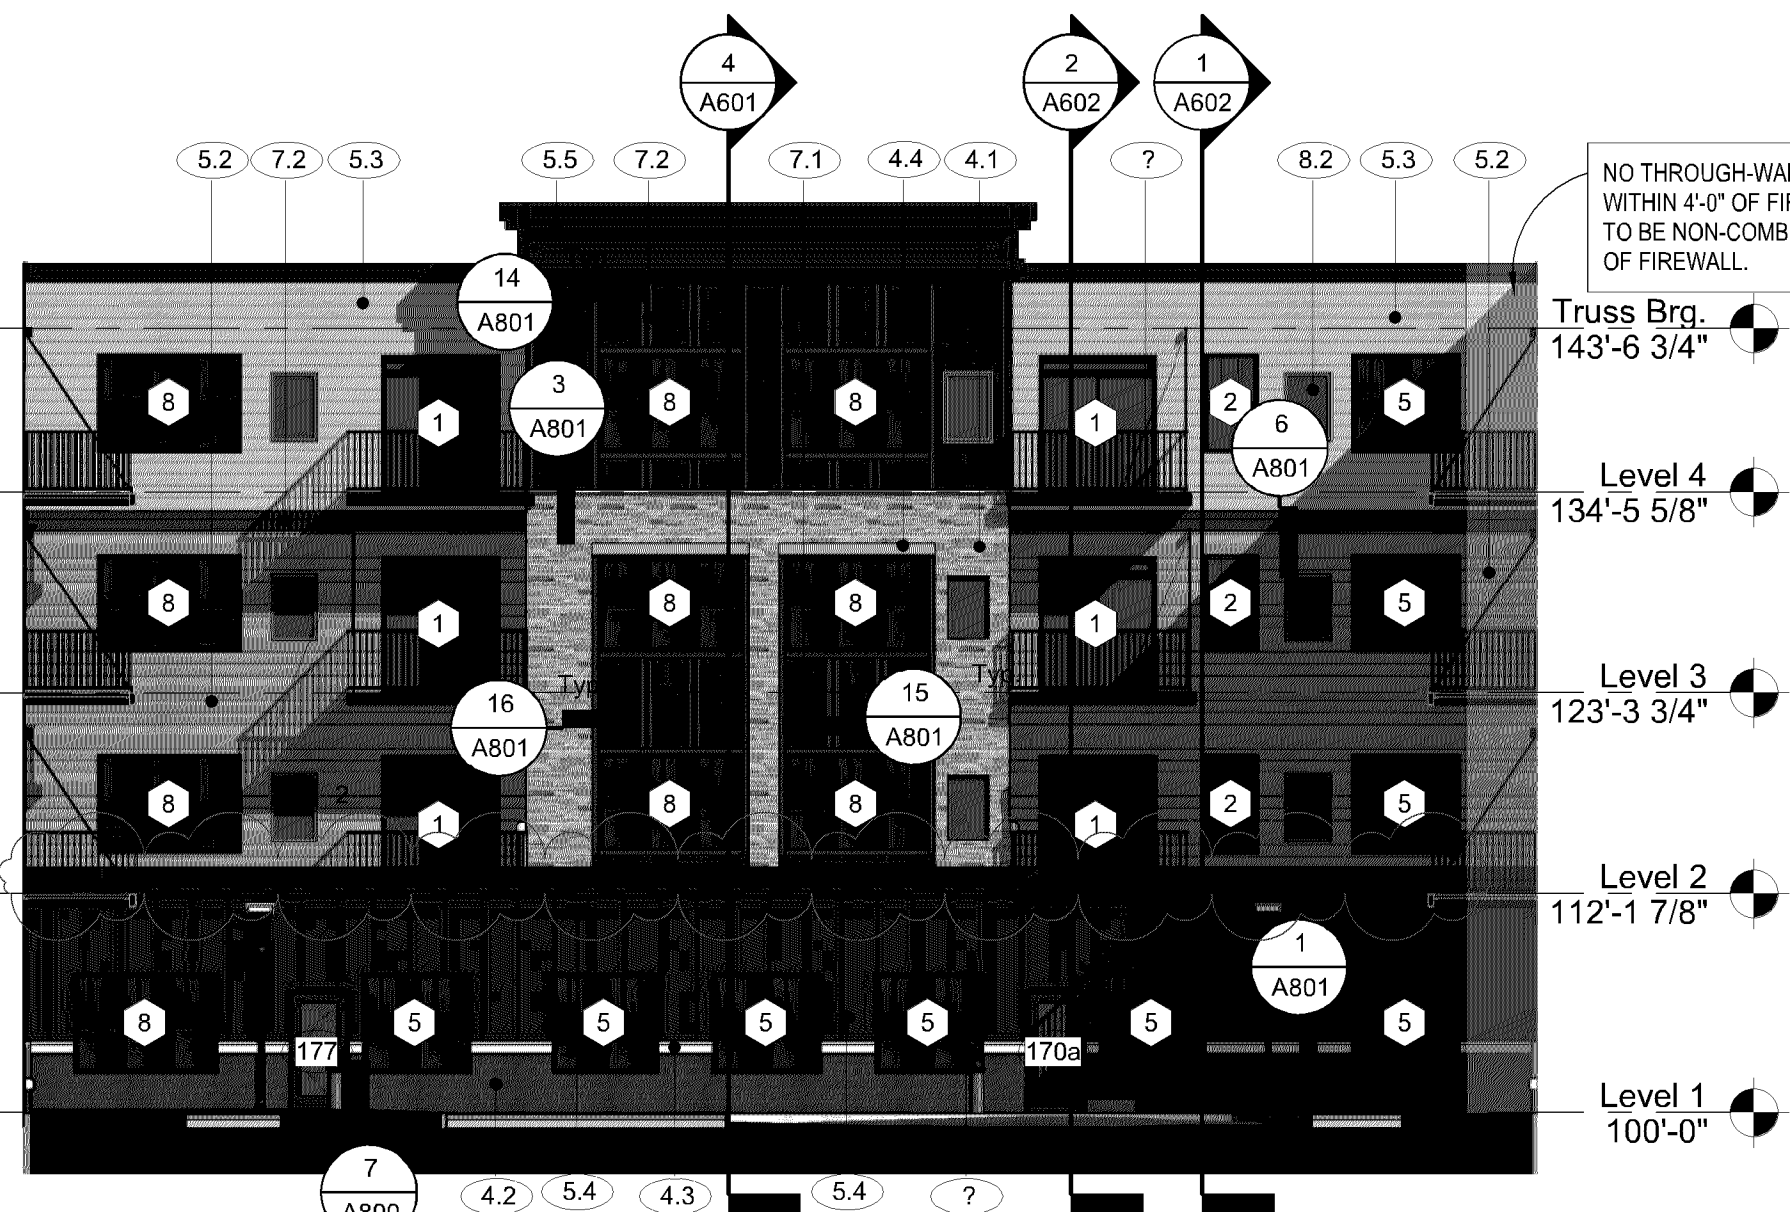 4
A601
2
A602
1
A602
5.2
7.2
5.3
5.5
7.2
7.1
4.4
4.1
?
8.2
5.3
5.2
NO THROUGH-WAL
WITHIN 4'-0" OF FI
TO BE NON-COMB
OF FIREWALL.
14
A801
Truss Brg.
143'-6 3/4"
3
A801
8
1
8
8
1
2
5
6
A801
Level 4
134'-5 5/8"
8
1
8
8
1
2
5
Typ
Typ.
Level 3
123'-3 3/4"
16
A801
15
A801
8
2
1
8
8
1
2
5
Level 2
112'-1 7/8"
1
A801
8
5
5
5
5
5
5
177
170a
Level 1
100'-0"
7
A800
4.2
5.4
4.3
5.4
?